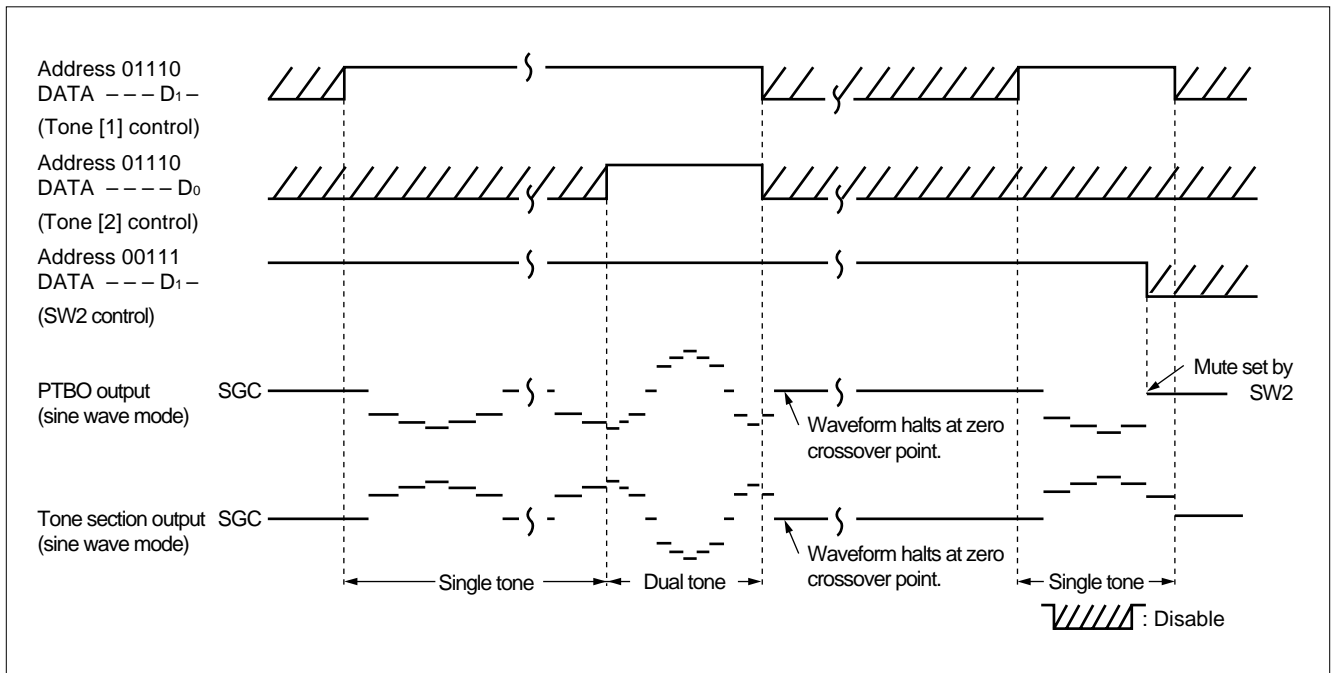 Address 01110
DATA – – – D1 –
(Tone [1] control)
Address 01110
DATA – – – – D0
(Tone [2] control)
Address 00111
DATA – – – D1 –
(SW2 control)
PTBO output
(sine wave mode)
SGC
Mute set by
SW2
Waveform halts at zero
crossover point.
Tone section output
(sine wave mode)
SGC
Waveform halts at zero
crossover point.
Single tone
Dual tone
Single tone
: Disable